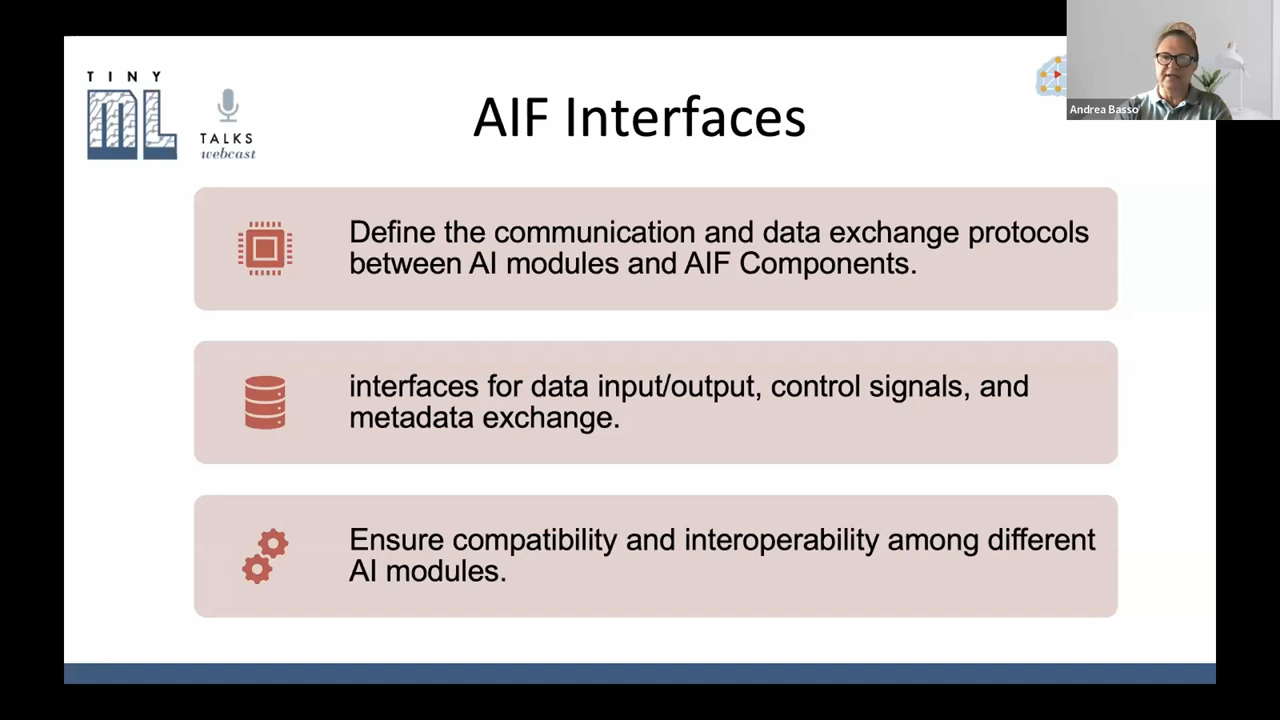 TINY
ML
TALKS
webcast
AIF Interfaces
Andrea Basso
Define the communication and data exchange protocols
between AI modules and AIF Components.
interfaces for data input/output, control signals, and
metadata exchange.
Ensure compatibility and interoperability among different
AI modules.